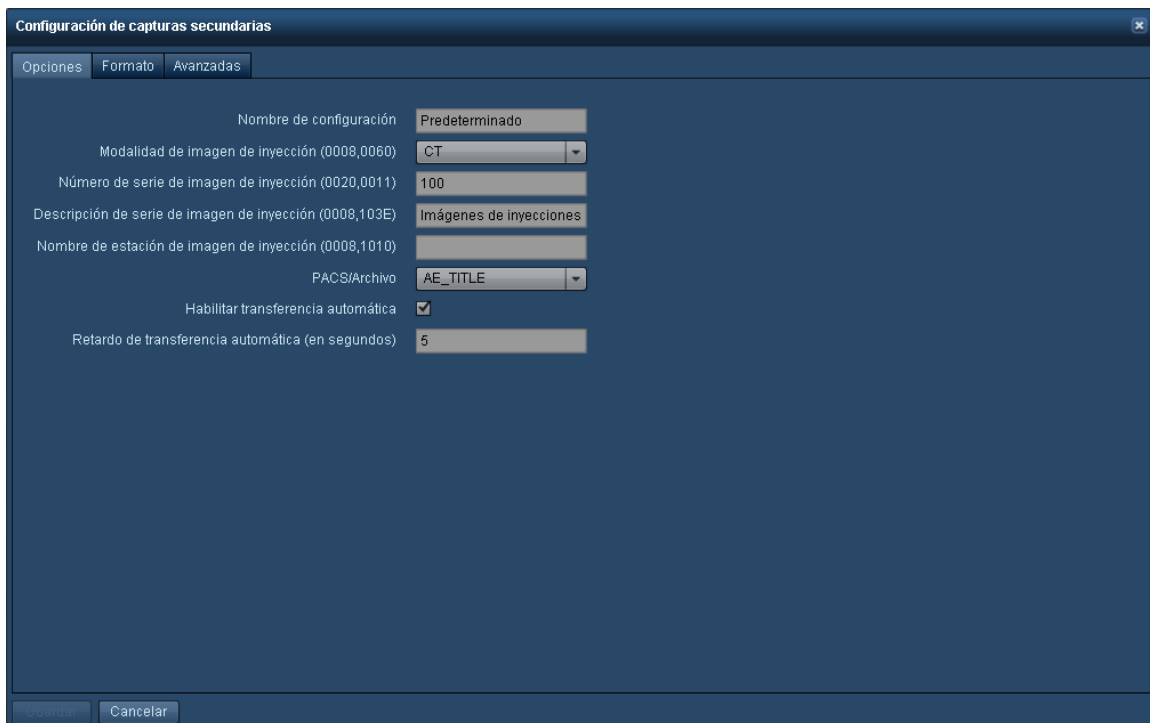 Configuración de capturas secundarias
Opciones Formato Avanzadas
Nombre de configuración Predeterminado
Modalidad de imagen de inyección (0008,0060) CT
Número de serie de imagen de inyección (0020,0011) 100
Descripción de serie de imagen de inyección (0008,103E) Imágenes de inyecciones
Nombre de estación de imagen de inyección (0008,1010)
PACS/Archivo AE_TITLE
Habilitar transferencia automática
Retardo de transferencia automática (en segundos) 5
Guardar Cancelar